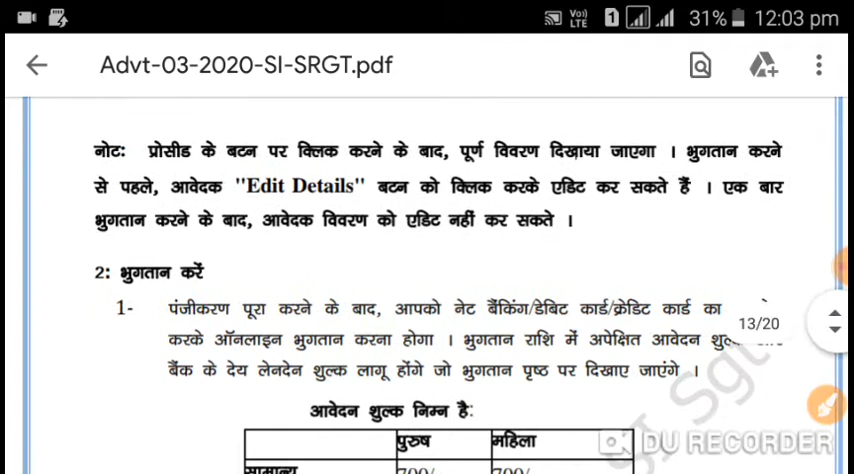 Vo)) LTE 1 31% 12:03 pm
Advt-03-2020-SI-SRGT.pdf
नोटः प्रोसीड के बटन पर क्लिक करने के बाद, पूर्ण विवरण दिखाया जाएगा । भुगतान करने
से पहले, आवेदक "Edit Details" बटन को क्लिक करके एडिट कर सकते हैं । एक बार
भुगतान करने के बाद, आवेदक विवरण को एडिट नहीं कर सकते ।
2: भुगतान करें
1- पंजीकरण पूरा करने के बाद, आपको नेट बैंकिंग/डेबिट कार्ड/क्रेडिट कार्ड का
13/20
करके ऑनलाइन भुगतान करना होगा । भुगतान राशि में अपेक्षित आवेदन
बैंक के देय लेनदेन शुल्क लागू होंगे जो भुगतान पृष्ठ पर दिखाए जाएंगे ।
आवेदन शुल्क निम्न है:
पुरुष महिला
DU RECORDER
सामान्य 700/- 700/-